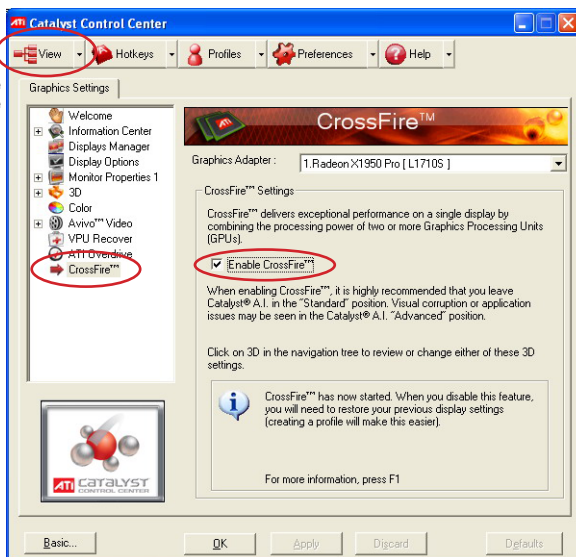 ATI Catalyst Control Center
View
Hotkeys
Profiles
Preferences
Help
Graphics Settings
Welcome
Information Center
Displays Manager
Display Options
Monitor Properties 1
3D
Color
Avivo™ Video
VPU Recover
ATI Overdrive
CrossFire™
CrossFire™
Graphics Adapter :
1.Radeon X1950 Pro [ L1710S ]
CrossFire™ Settings
CrossFire™ delivers exceptional performance on a single display by
combining the processing power of two or more Graphics Processing Units
(GPUs).
Enable CrossFire™
When enabling CrossFire™, it is highly recommended that you leave
Catalyst® A.I. in the "Standard" position. Visual corruption or application
issues may be seen in the Catalyst® A.I. "Advanced" position.
Click on 3D in the navigation tree to review or change either of these 3D
settings.
CrossFire™ has now started. When you disable this feature,
you will need to restore your previous display settings
(creating a profile will make this easier).
For more information, press F1
ATI CATALYST
CONTROL CENTER
Basic...
OK
Apply
Discard
Defaults